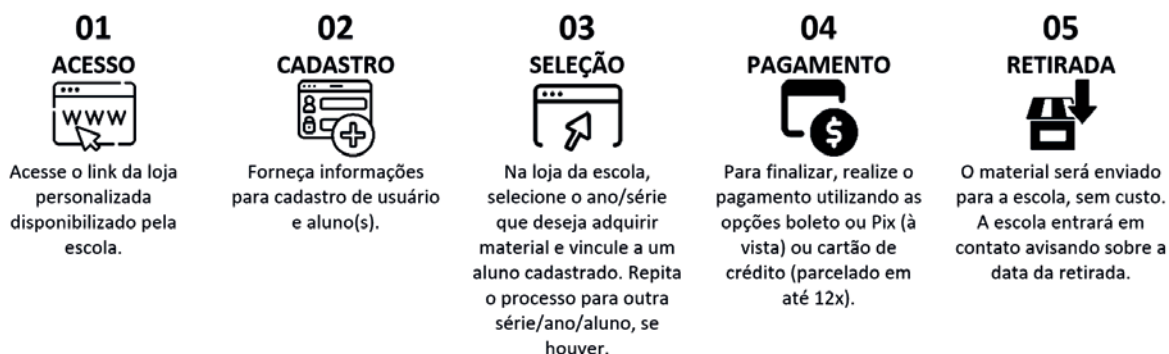 01
ACESSO
WWW
Acesse o link da loja
personalizada
disponibilizado pela
escola.
02
CADASTRO
Forneça informações
para cadastro de usuário
e aluno(s).
03
SELEÇÃO
Na loja da escola,
selecione o ano/série
que deseja adquirir
material e vincule a um
aluno cadastrado. Repita
o processo para outra
série/ano/aluno, se
houver.
04
PAGAMENTO
$
Para finalizar, realize o
pagamento utilizando as
opções boleto ou Pix (à
vista) ou cartão de
crédito (parcelado em
até 12x).
05
RETIRADA
O material será enviado
para a escola, sem custo.
A escola entrará em
contato avisando sobre a
data da retirada.